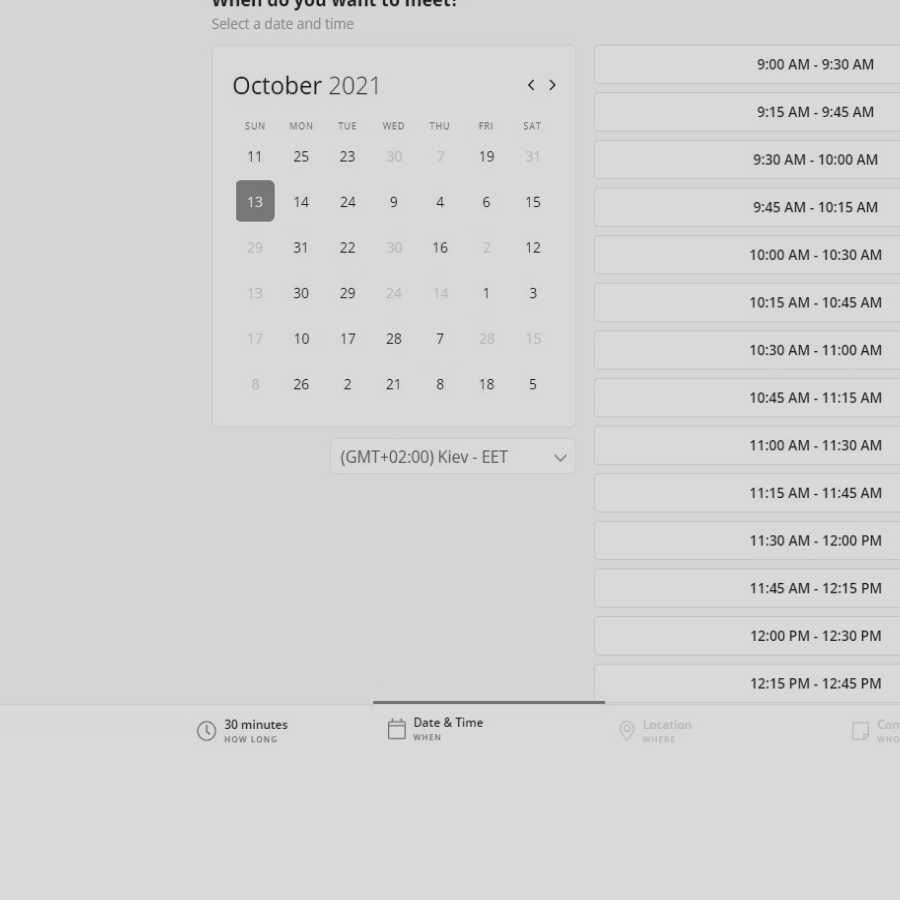 When do you want to meet?
Select a date and time
October 2021
SUN MON TUE WED THU FRI SAT
11 25 23 30 7 19 31
13 14 24 9 4 6 15
29 31 22 30 16 2 12
13 30 29 24 14 1 3
17 10 17 28 7 28 15
8 26 2 21 8 18 5
(GMT+02:00) Kiev - EET
9:00 AM - 9:30 AM
9:15 AM - 9:45 AM
9:30 AM - 10:00 AM
9:45 AM - 10:15 AM
10:00 AM - 10:30 AM
10:15 AM - 10:45 AM
10:30 AM - 11:00 AM
10:45 AM - 11:15 AM
11:00 AM - 11:30 AM
11:15 AM - 11:45 AM
11:30 AM - 12:00 PM
11:45 AM - 12:15 PM
12:00 PM - 12:30 PM
12:15 PM - 12:45 PM
30 minutes
HOW LONG
Date & Time
WHEN
Location
WHERE
Con
WHO